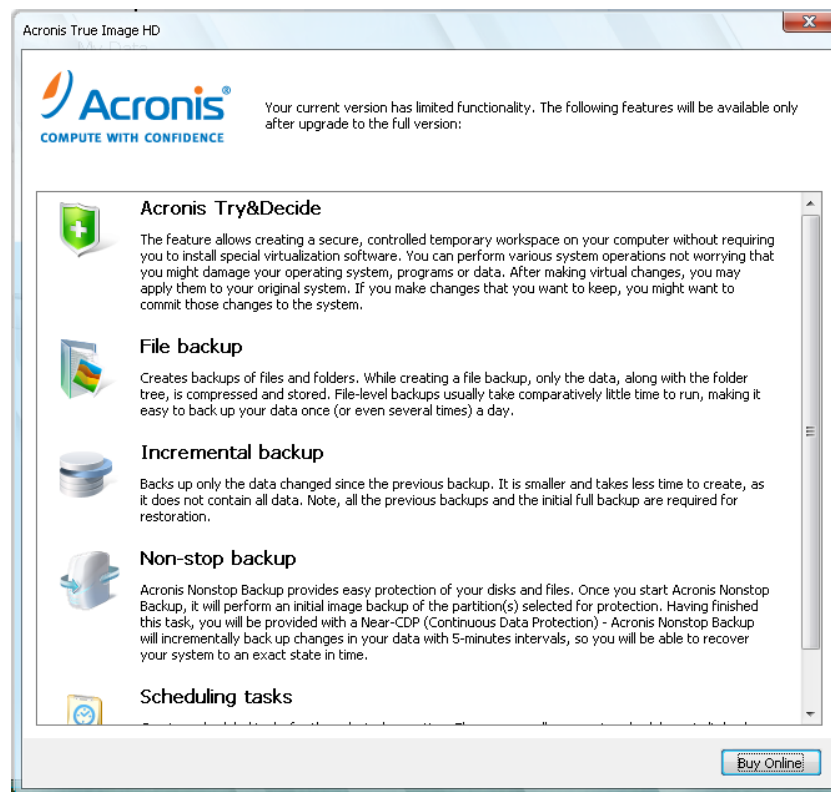 Acronis True Image HD
My Data
Acronis®
COMPUTE WITH CONFIDENCE
Your current version has limited functionality. The following features will be available only
after upgrade to the full version:
Acronis Try&Decide
The feature allows creating a secure, controlled temporary workspace on your computer without requiring
you to install special virtualization software. You can perform various system operations not worrying that
you might damage your operating system, programs or data. After making virtual changes, you may
apply them to your original system. If you make changes that you want to keep, you might want to
commit those changes to the system.
File backup
Creates backups of files and folders. While creating a file backup, only the data, along with the folder
tree, is compressed and stored. File-level backups usually take comparatively little time to run, making it
easy to back up your data once (or even several times) a day.
Incremental backup
Backs up only the data changed since the previous backup. It is smaller and takes less time to create, as
it does not contain all data. Note, all the previous backups and the initial full backup are required for
restoration.
Non-stop backup
Acronis Nonstop Backup provides easy protection of your disks and files. Once you start Acronis Nonstop
Backup, it will perform an initial image backup of the partition(s) selected for protection. Having finished
this task, you will be provided with a Near-CDP (Continuous Data Protection) - Acronis Nonstop Backup
will incrementally back up changes in your data with 5-minutes intervals, so you will be able to recover
your system to an exact state in time.
Scheduling tasks
Buy Online